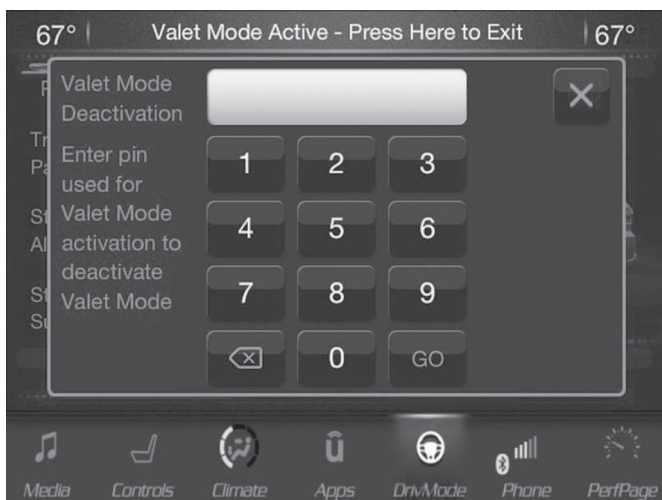 67° Valet Mode Active - Press Here to Exit 67°
Valet Mode
Deactivation
Enter pin
used for
Valet Mode
activation to
deactivate
Valet Mode
1 2 3
4 5 6
7 8 9
0 GO
Media Controls Climate Apps DrivMode Phone PerfPage